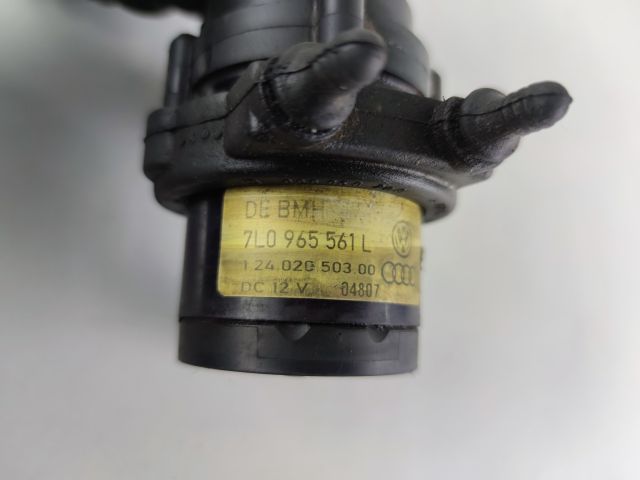 DE BMH
7L0 965 561 L
1 24 020 503 00
DC 12 V 04807